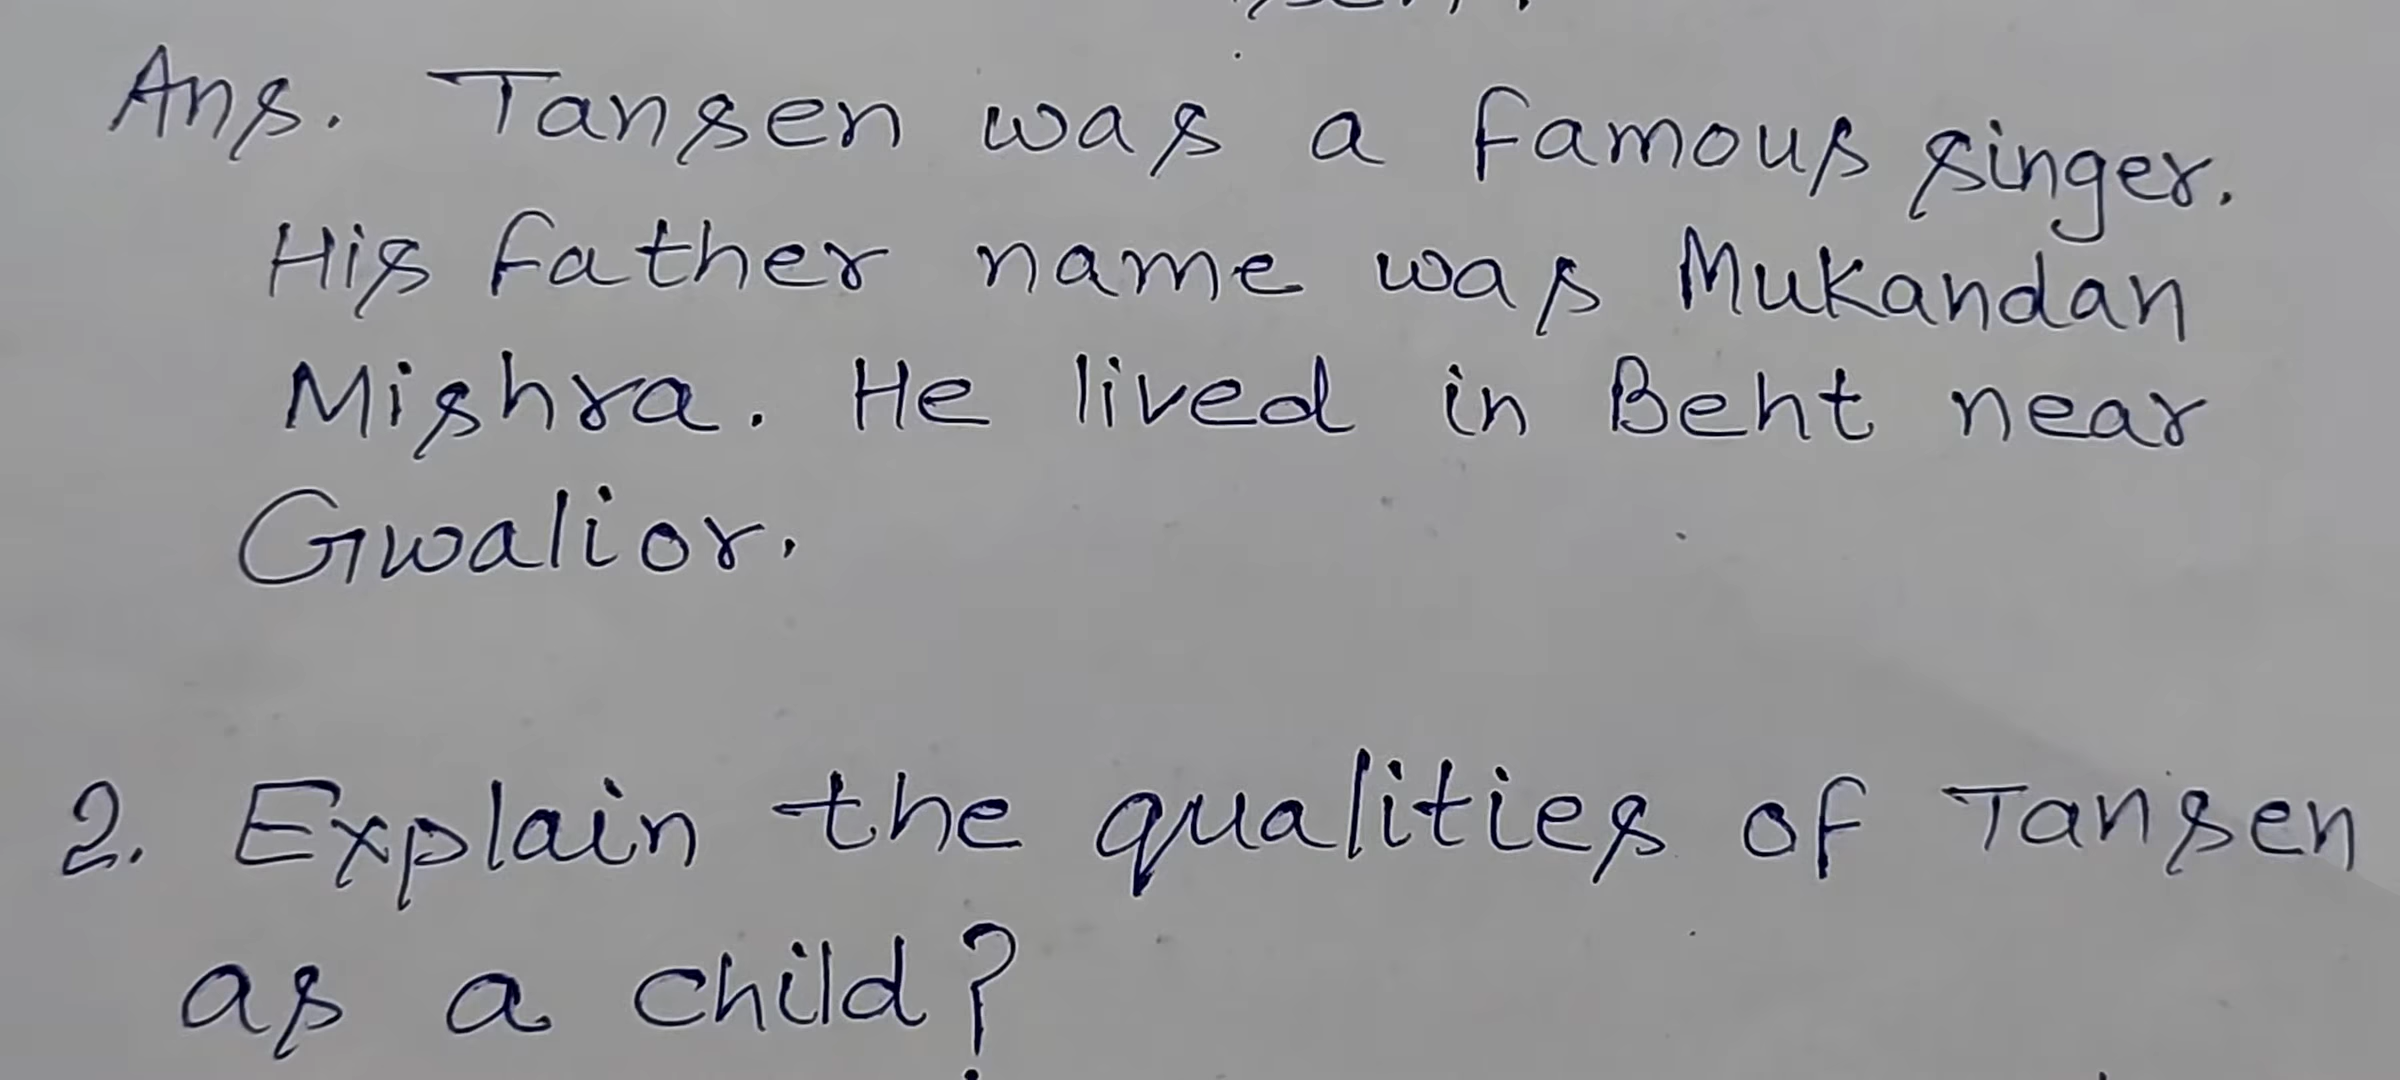 Ans. Tansen was a famous singer.
His father name was Mukandan
Mishra. He lived in Beht near
Gwalior.
2. Explain the qualities of Tansen
as a child?